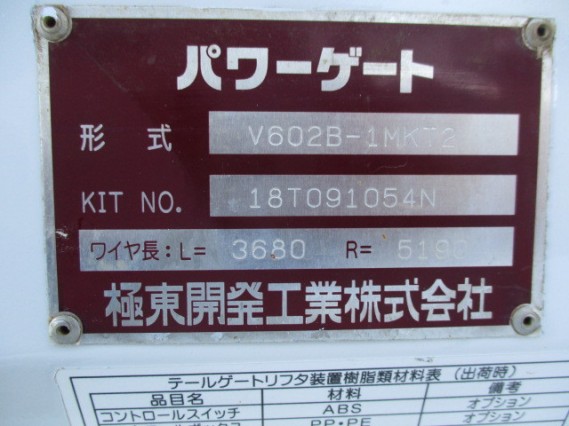 パワーゲート
形式 V602B-1MKT2
KIT NO. 18T091054N
ワイヤ長:L= 3680 R=
極東開発工業株式会社
テールゲートリフタ装置樹脂類材料表(出荷時)
品目名 材料 備考
コントロールスイッチ ABS オプション
PP・PE オプション